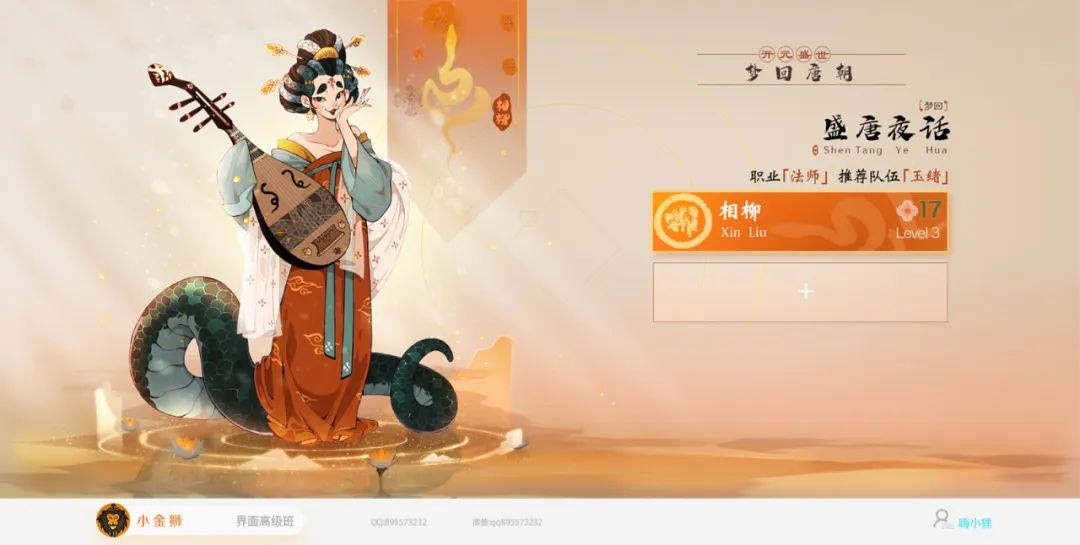 开元盛世
梦回唐朝
[梦回]
盛唐夜话
Shen Tang Ye Hua
职业「法师」 推荐队伍「玉绪」
相柳
相柳
17
Xin Liu
Level 3
+
小金狮
界面高级班
QQ:895573232
微信:qq895573232
嗨小狸